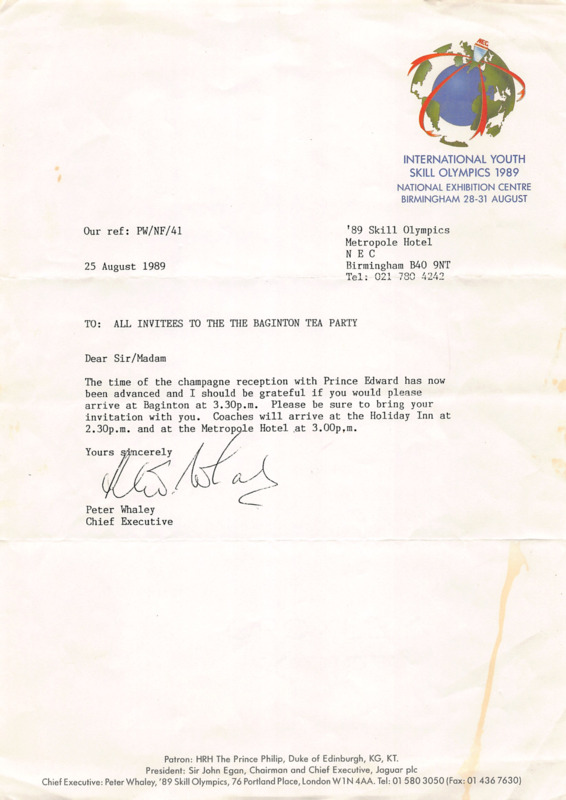 NEC
INTERNATIONAL YOUTH
SKILL OLYMPICS 1989
NATIONAL EXHIBITION CENTRE
BIRMINGHAM 28-31 AUGUST
Our ref: PW/NF/41
'89 Skill Olympics
Metropole Hotel
N E C
Birmingham B40 9NT
Tel: 021 780 4242
25 August 1989
TO: ALL INVITEES TO THE THE BAGINTON TEA PARTY
Dear Sir/Madam
The time of the champagne reception with Prince Edward has now
been advanced and I should be grateful if you would please
arrive at Baginton at 3.30p.m. Please be sure to bring your
invitation with you. Coaches will arrive at the Holiday Inn at
2.30p.m. and at the Metropole Hotel at 3.00p,m.
Yours sincerely
Peter Whaley
Chief Executive
Patron: HRH The Prince Philip, Duke of Edinburgh, KG, KT.
President: Sir John Egan, Chairman and Chief Executive, Jaguar plc
Chief Executive: Peter Whaley, '89 Skill Olympics, 76 Portland Place, London W1N 4AA. Tel: 01 580 3050 (Fax: 01 436 7630)